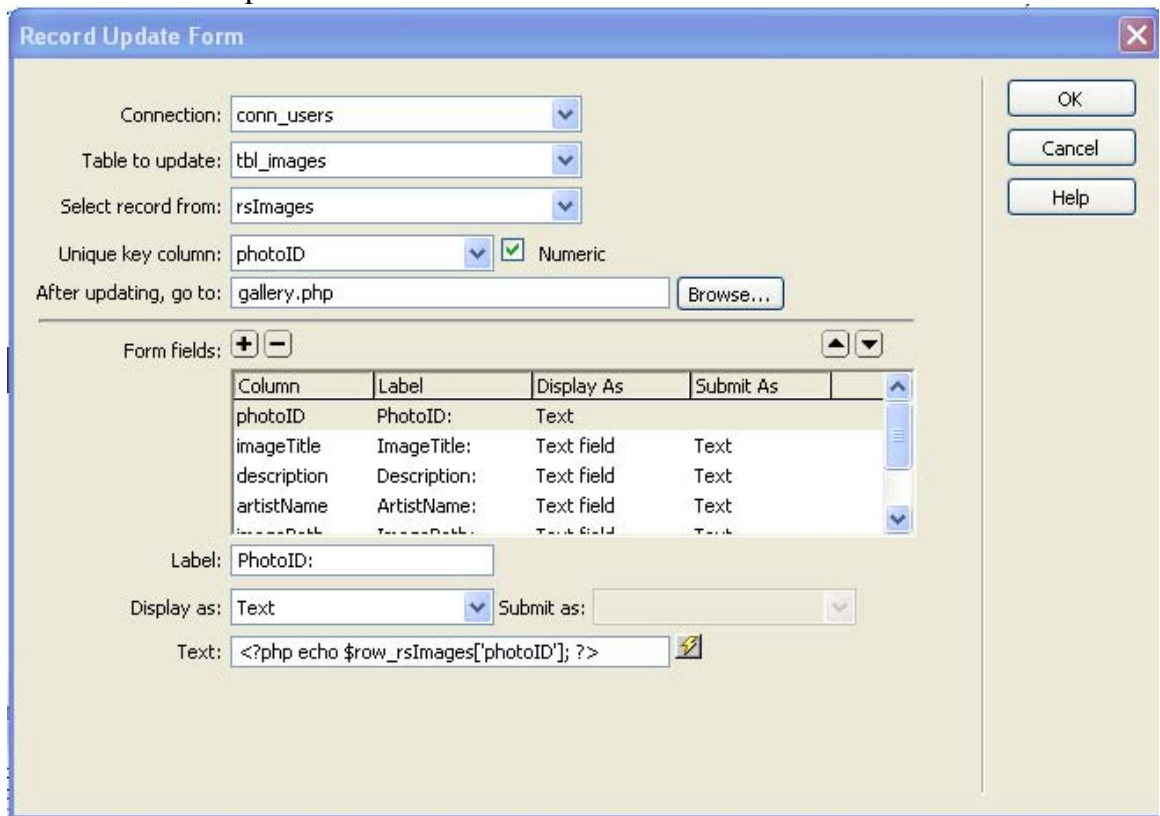 Record Update Form
Connection: conn_users OK
Table to update: tbl_images Cancel
Select record from: rsImages Help
Unique key column: photoID Numeric
After updating, go to: gallery.php Browse...
Form fields:
Column Label Display As Submit As
photoID PhotoID: Text
imageTitle ImageTitle: Text field Text
description Description: Text field Text
artistName ArtistName: Text field Text
Label: PhotoID:
Display as: Text Submit as:
Text: <?php echo $row_rsImages['photoID']; ?>